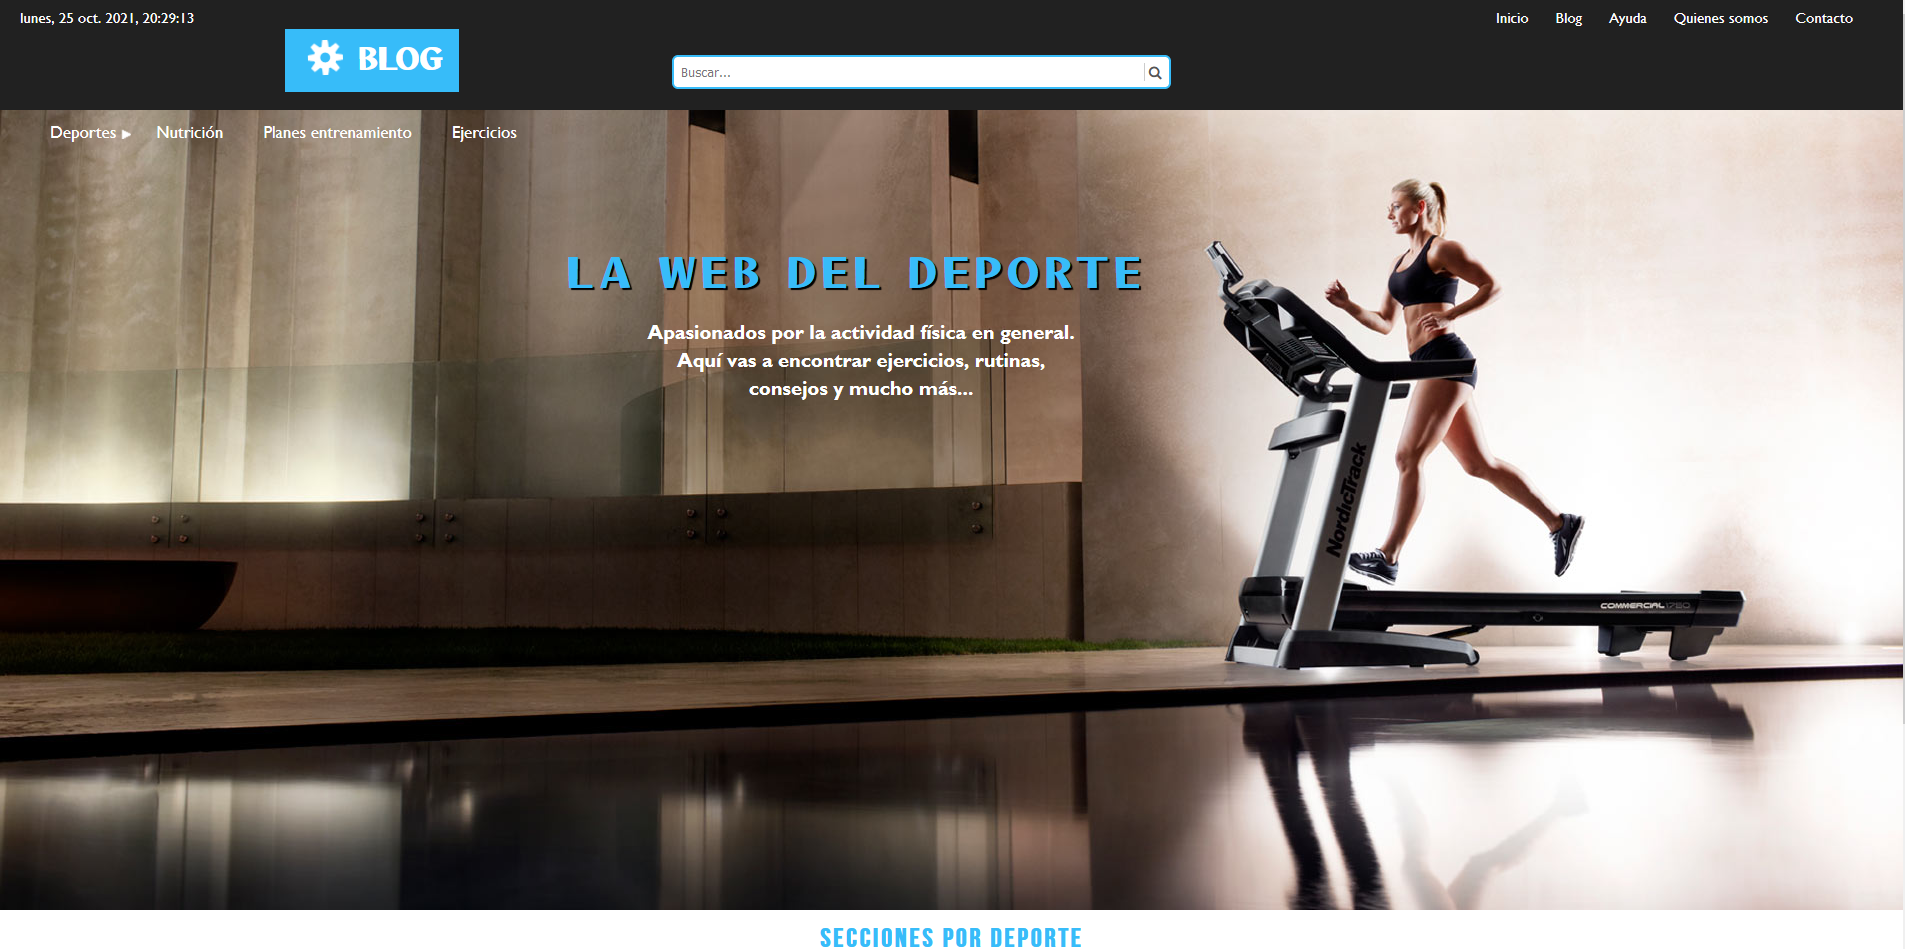 lunes, 25 oct. 2021, 20:29:13
Inicio Blog Ayuda Quienes somos Contacto
BLOG
Buscar...
Deportes Nutrición Planes entrenamiento Ejercicios
LA WEB DEL DEPORTE
Apasionados por la actividad física en general.
Aquí vas a encontrar ejercicios, rutinas,
consejos y mucho más...
NordicTrack
COMMERCIAL 1750
SECCIONES POR DEPORTE